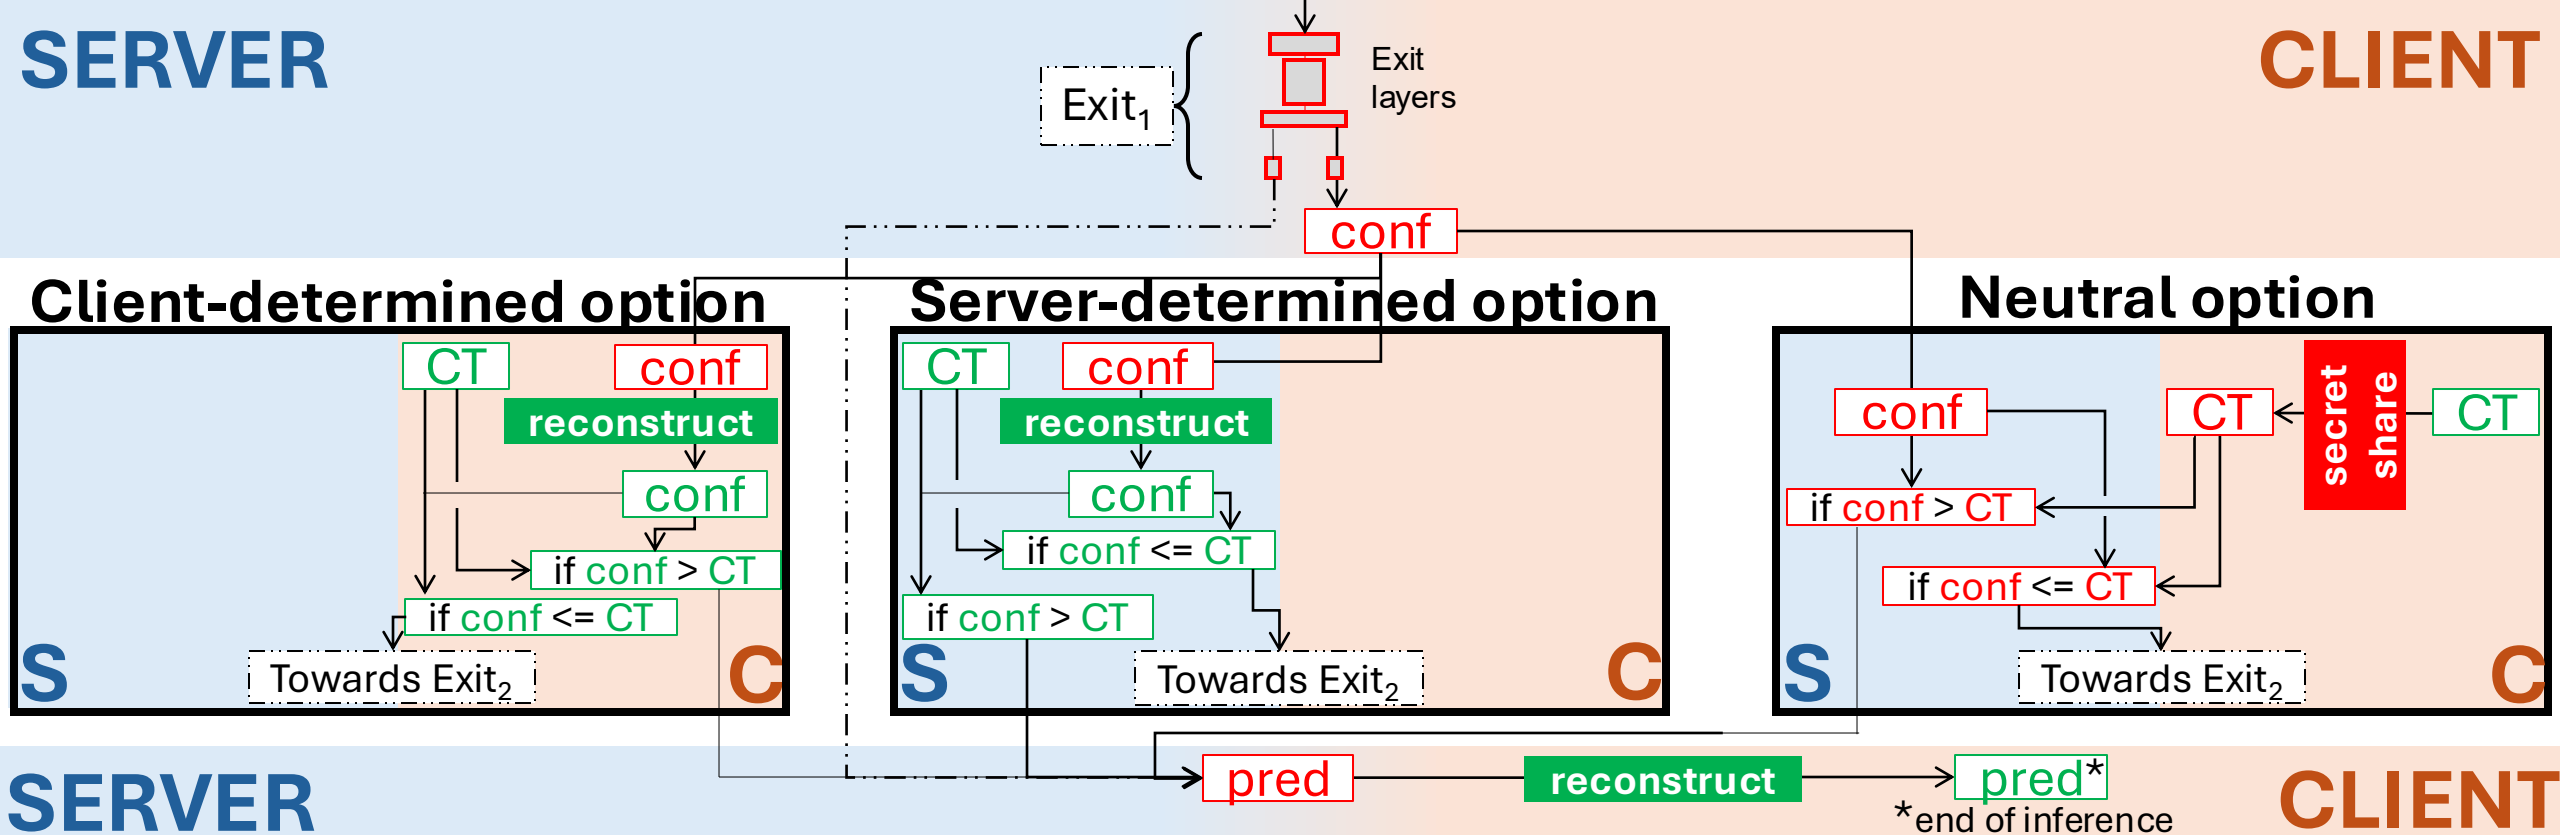 SERVER
CLIENT
Exit₁
Exit
layers
conf
Client-determined option
CT
conf
reconstruct
conf
if conf > CT
if conf <= CT
S
Towards Exit₂
C
Server-determined option
CT
conf
reconstruct
conf
if conf <= CT
if conf > CT
S
Towards Exit₂
C
Neutral option
conf
CT
secret
share
CT
if conf > CT
if conf <= CT
S
Towards Exit₂
C
SERVER
pred
reconstruct
pred*
*end of inference
CLIENT